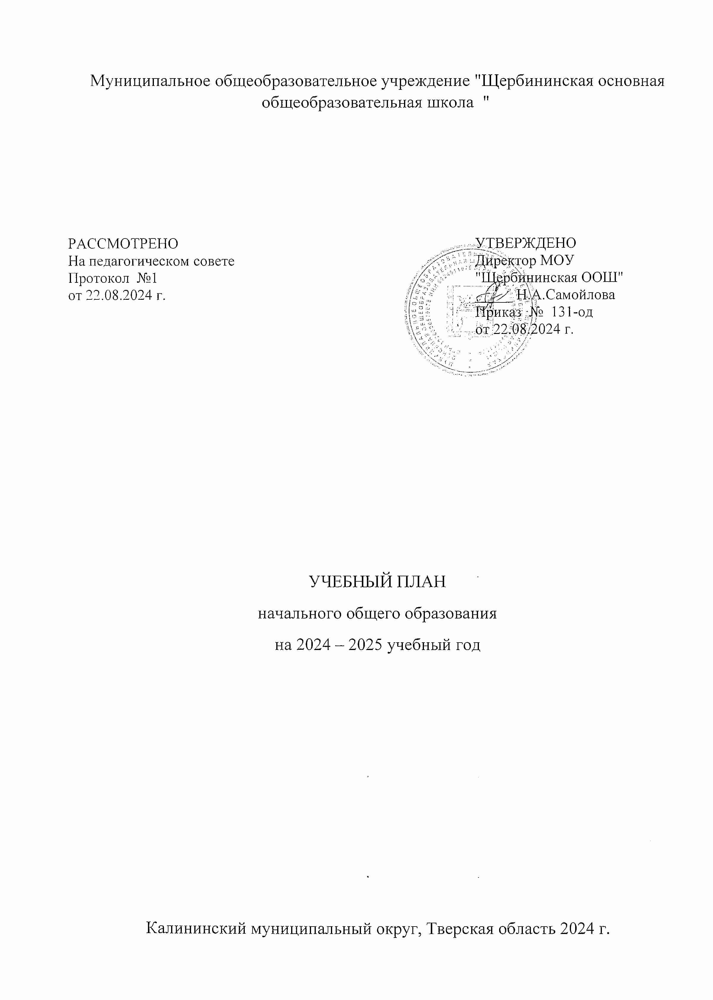 Муниципальное общеобразовательное учреждение "Щербининская основная
общеобразовательная школа "
РАССМОТРЕНО
На педагогическом совете
Протокол №1
от 22.08.2024 г.
УТВЕРЖДЕНО
Директор МОУ
"Щербининская ООШ"
Н.А.Самойлова
Приказ № 131-од
от 22.08.2024 г.
УЧЕБНЫЙ ПЛАН
начального общего образования
на 2024 – 2025 учебный год
Калининский муниципальный округ, Тверская область 2024 г.